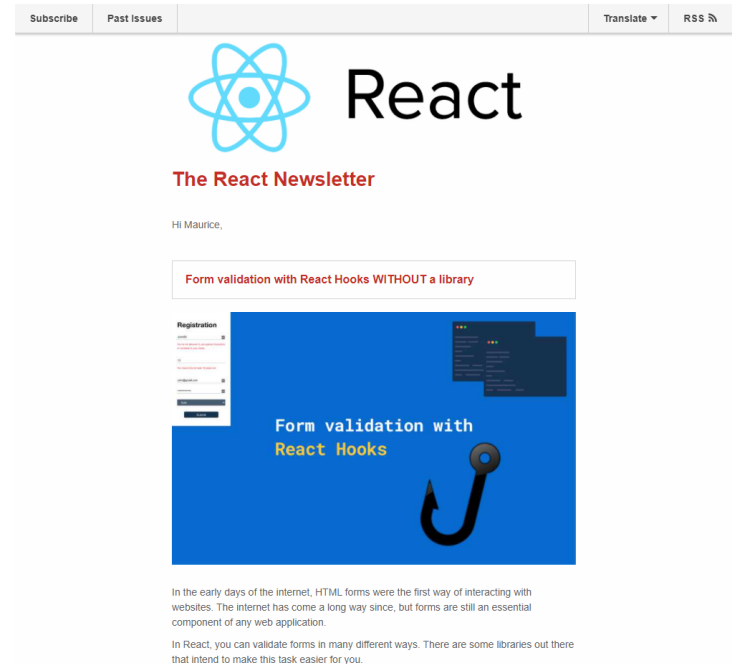 Subscribe
Past Issues
Translate
RSS
React
The React Newsletter
Hi Maurice,
Form validation with React Hooks WITHOUT a library
Registration
Form validation with
React Hooks
In the early days of the internet, HTML forms were the first way of interacting with
websites. The internet has come a long way since, but forms are still an essential
component of any web application.
In React, you can validate forms in many different ways. There are some libraries out there
that intend to make this task easier for you.